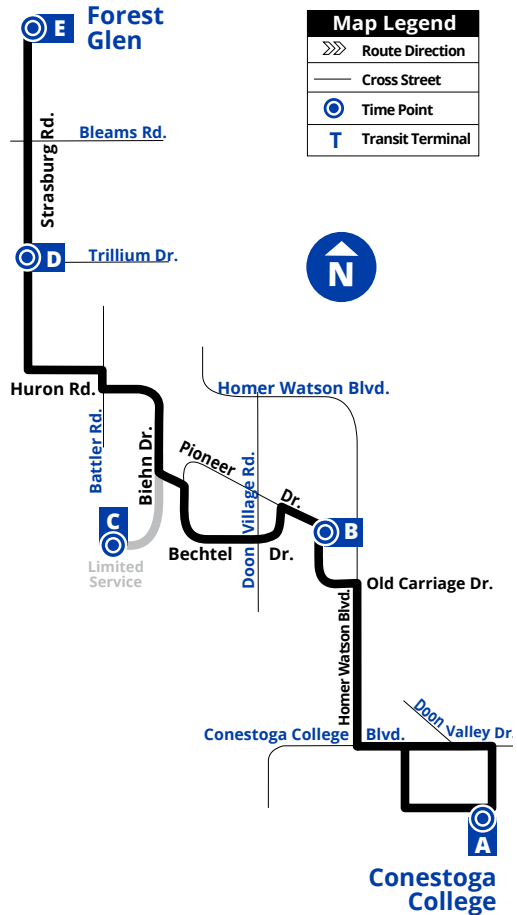 E
Forest
Glen
Map Legend
Route Direction
Cross Street
Time Point
T Transit Terminal
Bleams Rd.
Strasburg Rd.
D
Trillium Dr.
N
Huron Rd.
Homer Watson Blvd.
Battler Rd.
Biehn Dr.
Pioneer Dr.
Doon Village Rd.
C
Limited
Service
B
Bechtel Dr.
Old Carriage Dr.
Homer Watson Blvd.
Conestoga College Blvd.
Doon Valley Dr.
A
Conestoga
College